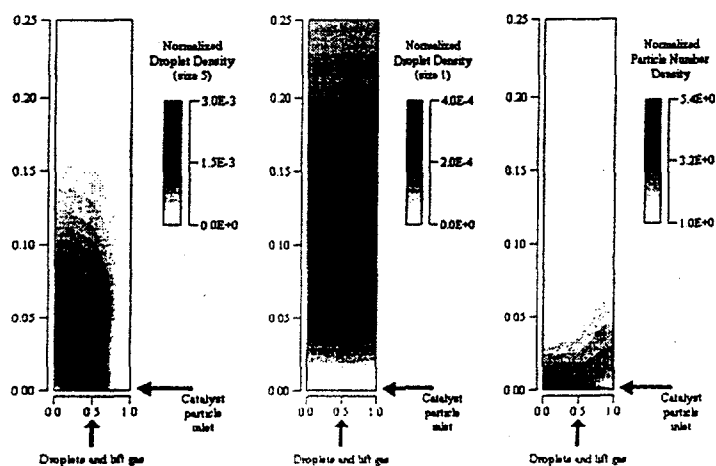 0.25
0.20
0.15
0.10
0.05
0.00
0.0 0.5 1.0
Normalized
Droplet Density
(size 5)
3.0E-3
1.5E-3
0.0E+0
Catalyst
particle
inlet
Droplets and lift gas
0.25
0.20
0.15
0.10
0.05
0.00
0.0 0.5 1.0
Normalized
Droplet Density
(size 1)
4.0E-4
2.0E-4
0.0E+0
Catalyst
particle
inlet
Droplets and lift gas
0.25
0.20
0.15
0.10
0.05
0.00
0.0 0.5 1.0
Normalized
Particle Number
Density
5.4E+0
3.2E+0
1.0E+0
Catalyst
particle
inlet
Droplets and lift gas